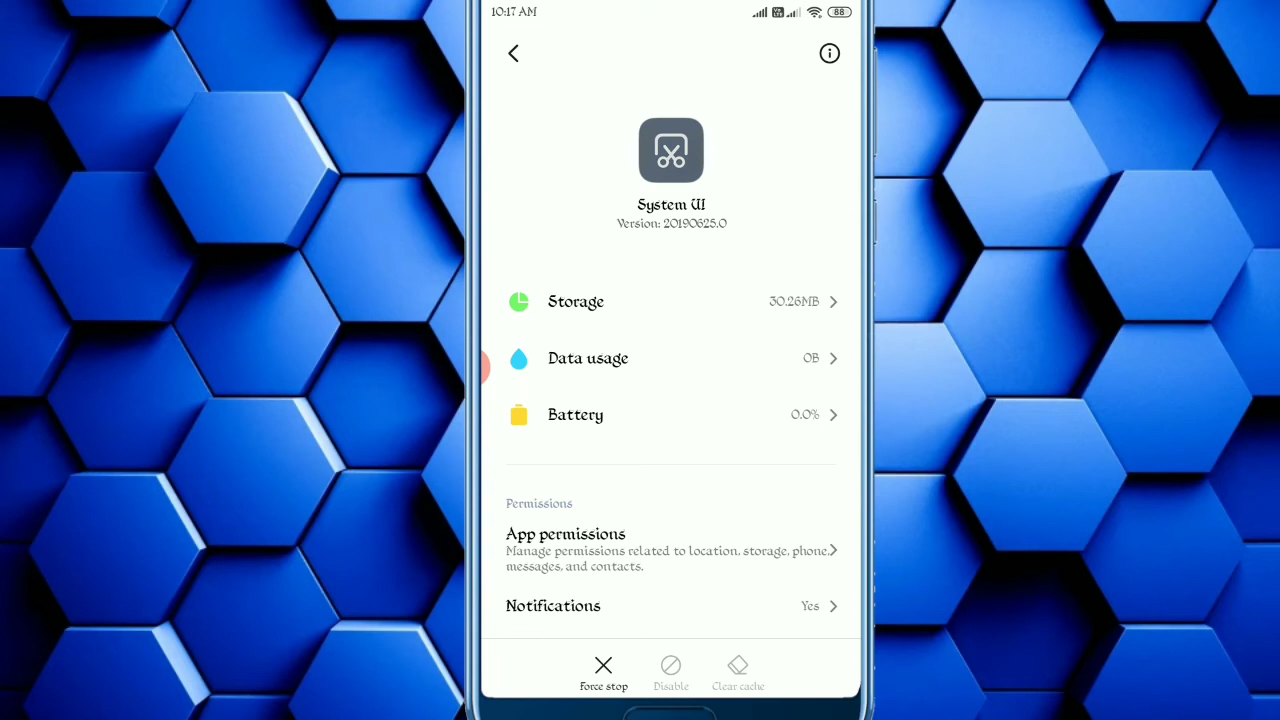 10:17 AM
88
System UI
Version: 20190625.0
Storage
30.26MB
Data usage
0B
Battery
0.0%
Permissions
App permissions
Manage permissions related to location, storage, phone,
messages, and contacts.
Notifications
Yes
Force stop
Disable
Clear cache